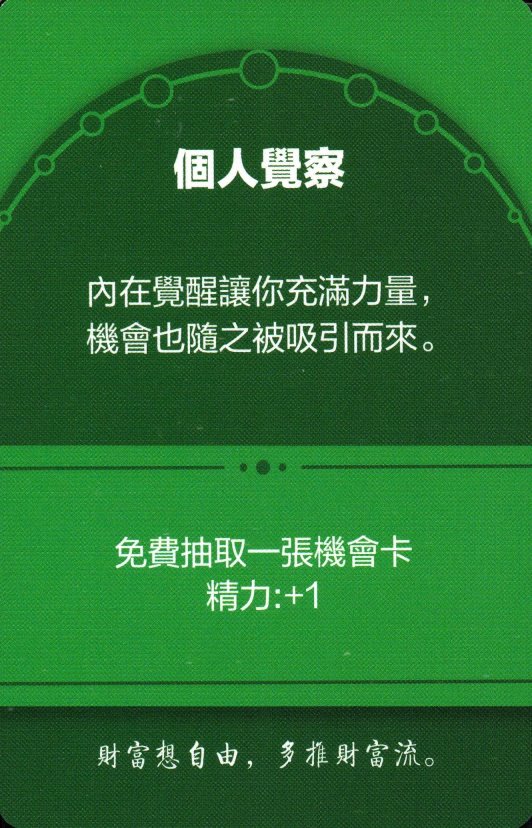 個人覺察
內在覺醒讓你充滿力量，
機會也隨之被吸引而來。
免費抽取一張機會卡
精力:+1
財富想自由，多推財富流。